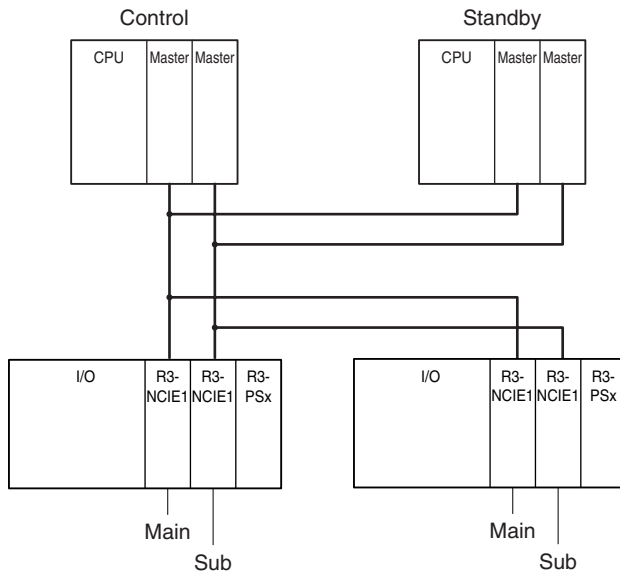 Control
Standby
CPU
Master
Master
CPU
Master
Master
I/O
R3-
NCIE1
R3-
NCIE1
R3-
PSx
I/O
R3-
NCIE1
R3-
NCIE1
R3-
PSx
Main
Sub
Main
Sub